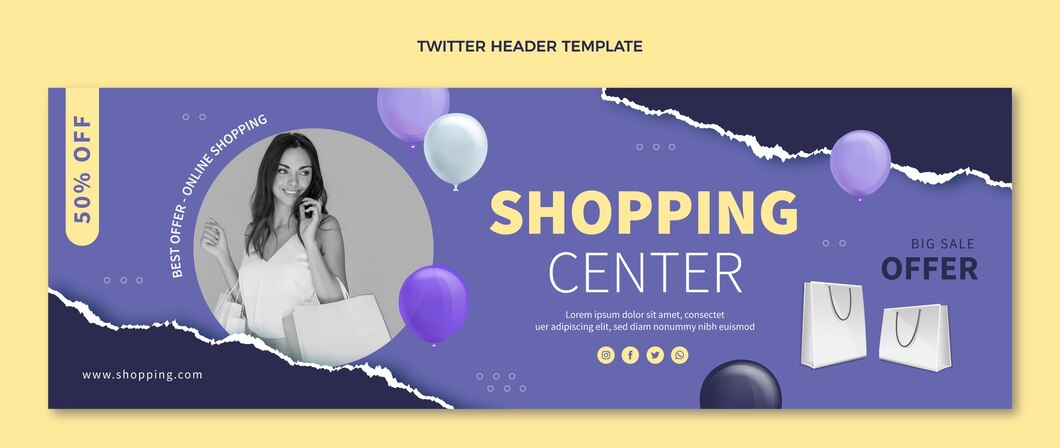 TWITTER HEADER TEMPLATE
50% OFF
BEST OFFER - ONLINE SHOPPING
SHOPPING
CENTER
Lorem ipsum dolor sit amet, consectet
uer adipiscing elit, sed diam nonummy nibh euismod
BIG SALE
OFFER
www.shopping.com